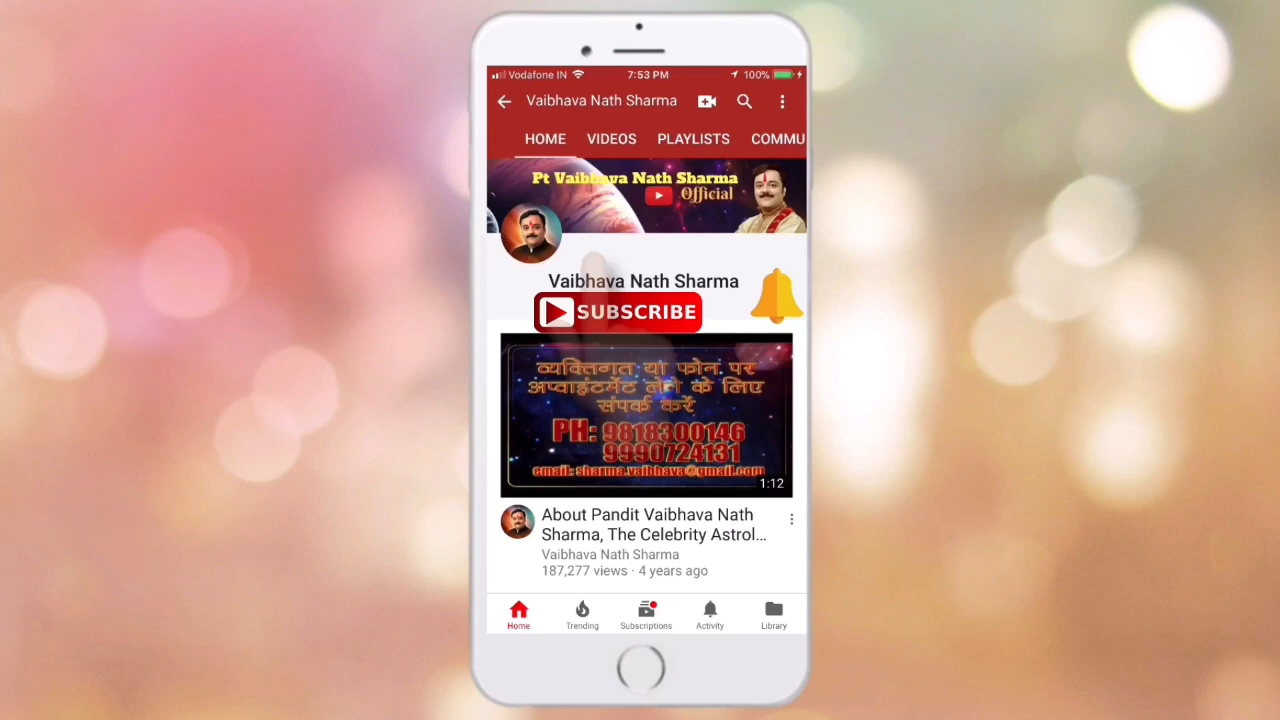 Vodafone IN 7:53 PM 100%
Vaibhava Nath Sharma
HOME VIDEOS PLAYLISTS COMMU
Pt Vaibhava Nath Sharma
Official
Vaibhava Nath Sharma
SUBSCRIBE
व्यक्तिगत या फोन पर
अप्वाइंटमेंट लेने के लिए
संपर्क करें
PH: 9818300146
9990724131
email: sharma.vaibhava@gmail.com
1:12
About Pandit Vaibhava Nath
Sharma, The Celebrity Astrol...
Vaibhava Nath Sharma
187,277 views · 4 years ago
Home Trending Subscriptions Activity Library